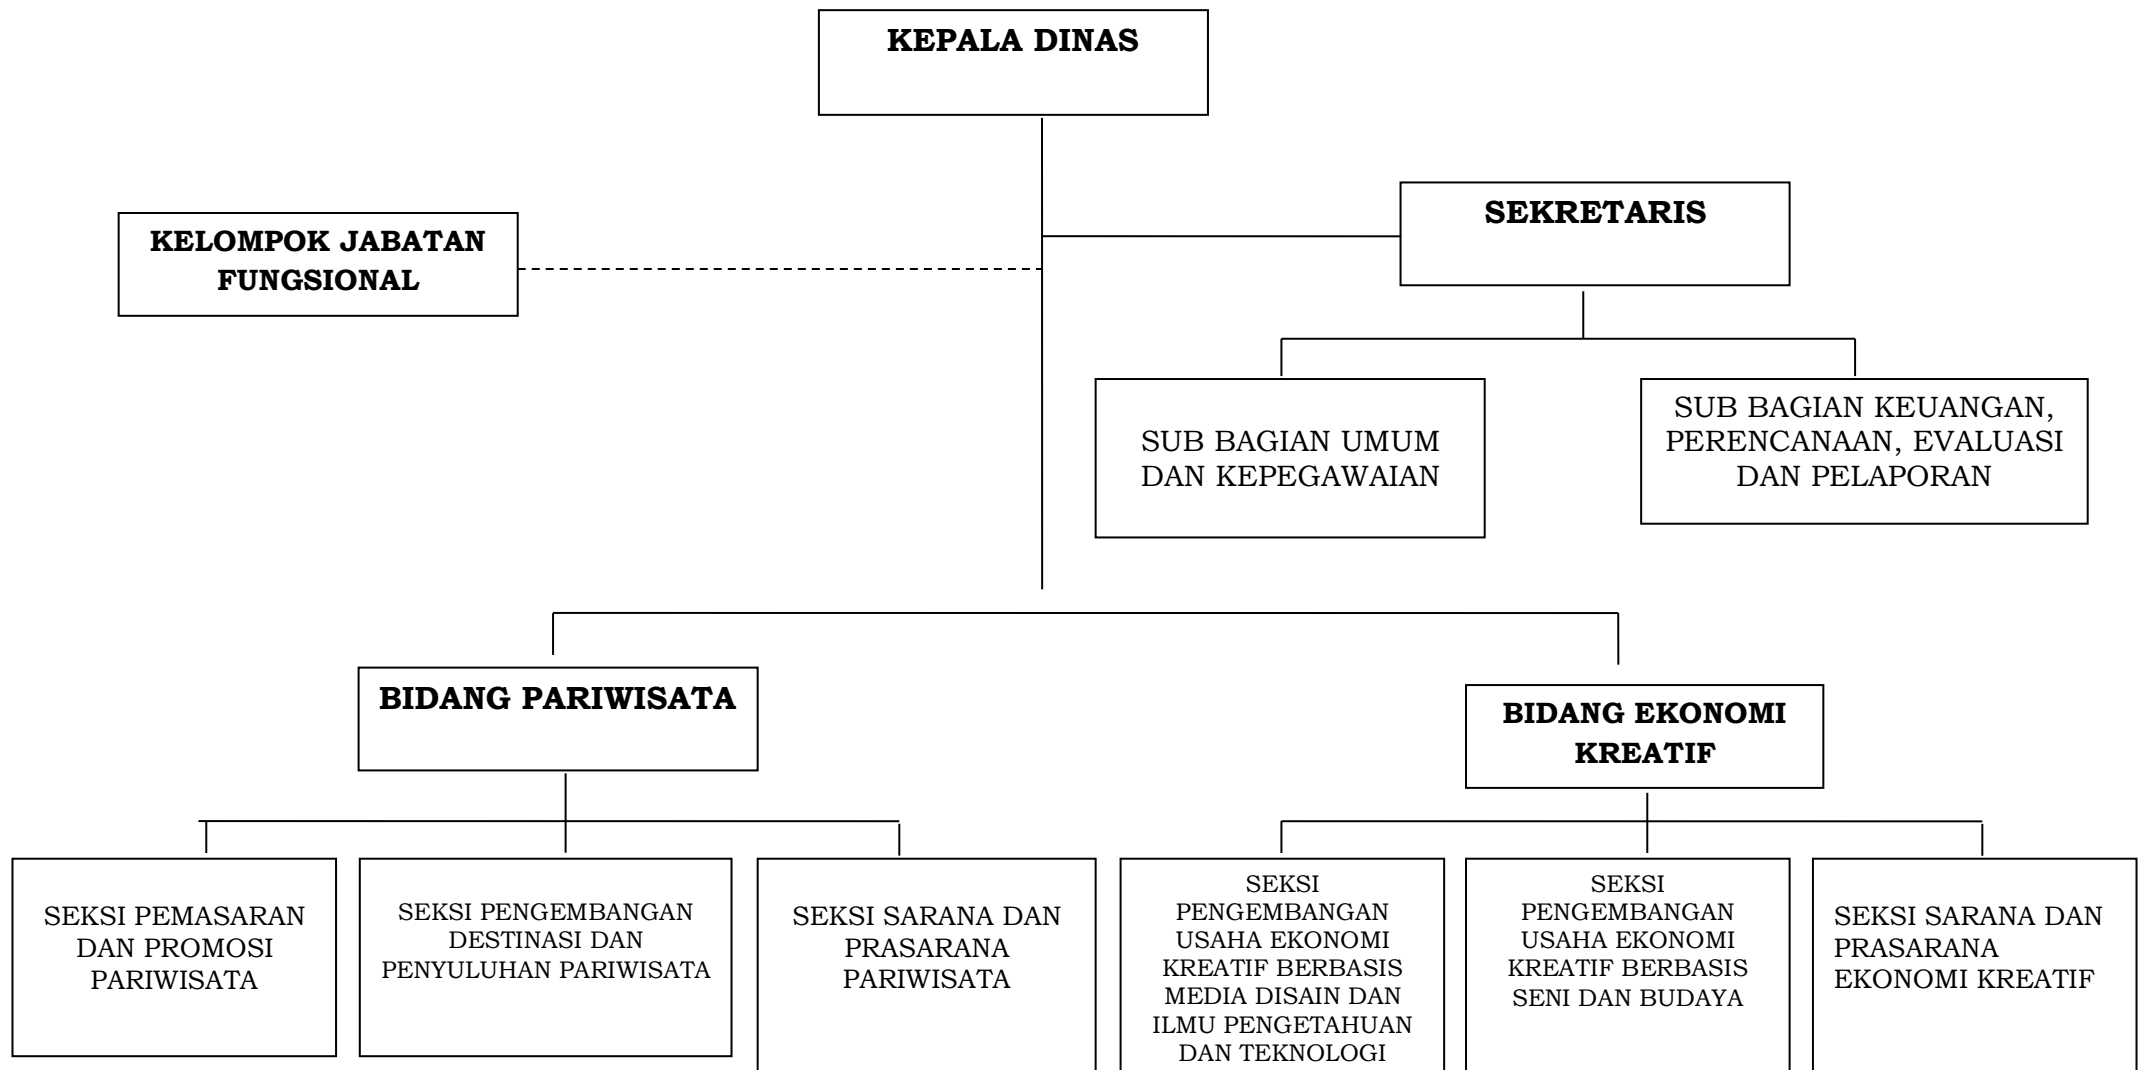 KEPALA DINAS
SEKRETARIS
KELOMPOK JABATAN
FUNGSIONAL
SUB BAGIAN UMUM
DAN KEPEGAWAIAN
SUB BAGIAN KEUANGAN,
PERENCANAAN, EVALUASI
DAN PELAPORAN
BIDANG PARIWISATA
BIDANG EKONOMI
KREATIF
SEKSI PEMASARAN
DAN PROMOSI
PARIWISATA
SEKSI PENGEMBANGAN
DESTINASI DAN
PENYULUHAN PARIWISATA
SEKSI SARANA DAN
PRASARANA
PARIWISATA
SEKSI
PENGEMBANGAN
USAHA EKONOMI
KREATIF BERBASIS
MEDIA DISAIN DAN
ILMU PENGETAHUAN
DAN TEKNOLOGI
SEKSI
PENGEMBANGAN
USAHA EKONOMI
KREATIF BERBASIS
SENI DAN BUDAYA
SEKSI SARANA DAN
PRASARANA
EKONOMI KREATIF